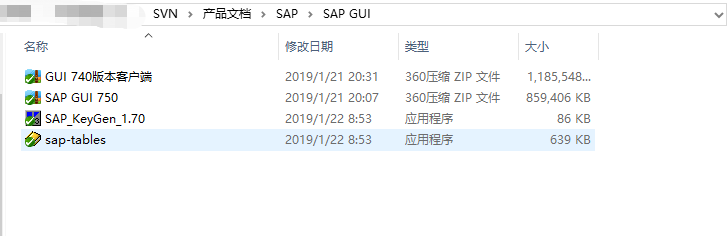 SVN > 产品文档 > SAP > SAP GUI
名称 修改日期 类型 大小
GUI 740版本客户端 2019/1/21 20:31 360压缩 ZIP 文件 1,185,548...
SAP GUI 750 2019/1/21 20:07 360压缩 ZIP 文件 859,406 KB
SAP_KeyGen_1.70 2019/1/22 8:53 应用程序 86 KB
sap-tables 2019/1/22 8:53 应用程序 639 KB